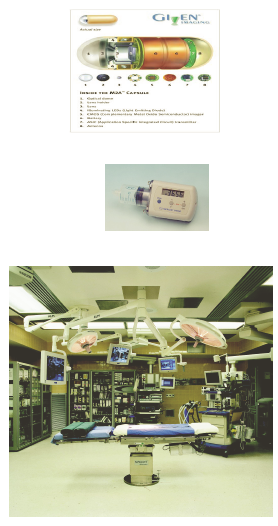 GIVEN
IMAGING
Actual size
1 2 3 4 5 6 7 8
INSIDE THE M2A™ CAPSULE
1. Optical dome
2. Lens holder
3. Lens
4. Illuminating LEDs (Light Emitting Diode)
5. CMOS (Complementary Metal Oxide Semiconductor) imager
6. Battery
7. ASIC (Application Specific Integrated Circuit) transmitter
8. Antenna